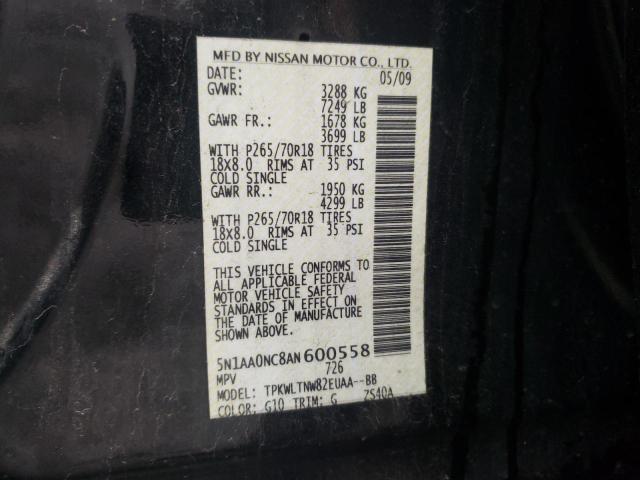 MFD BY NISSAN MOTOR CO., LTD.
DATE: 05/09
GVWR: 3288 KG
7249 LB
GAWR FR.: 1678 KG
3699 LB
WITH P265/70R18 TIRES
18X8.0 RIMS AT 35 PSI
COLD SINGLE
GAWR RR.: 1950 KG
4299 LB
WITH P265/70R18 TIRES
18X8.0 RIMS AT 35 PSI
COLD SINGLE
THIS VEHICLE CONFORMS TO
ALL APPLICABLE FEDERAL
MOTOR VEHICLE SAFETY
STANDARDS IN EFFECT ON
THE DATE OF MANUFACTURE
SHOWN ABOVE.
5N1AA0NC8AN600558
MPV 726
MODEL: TPKWLTNW82EUAA--BB
COLOR: G10 TRIM: G ZS40A